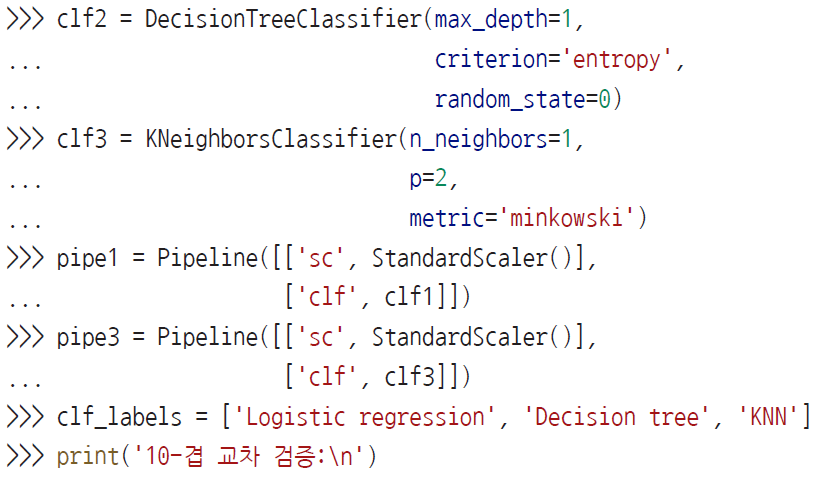 >>> clf2 = DecisionTreeClassifier(max_depth=1,
...                               criterion='entropy',
...                               random_state=0)
>>> clf3 = KNeighborsClassifier(n_neighbors=1,
...                             p=2,
...                             metric='minkowski')
>>> pipe1 = Pipeline([['sc', StandardScaler()],
...                   ['clf', clf1]])
>>> pipe3 = Pipeline([['sc', StandardScaler()],
...                   ['clf', clf3]])
>>> clf_labels = ['Logistic regression', 'Decision tree', 'KNN']
>>> print('10-겹 교차 검증:\n')